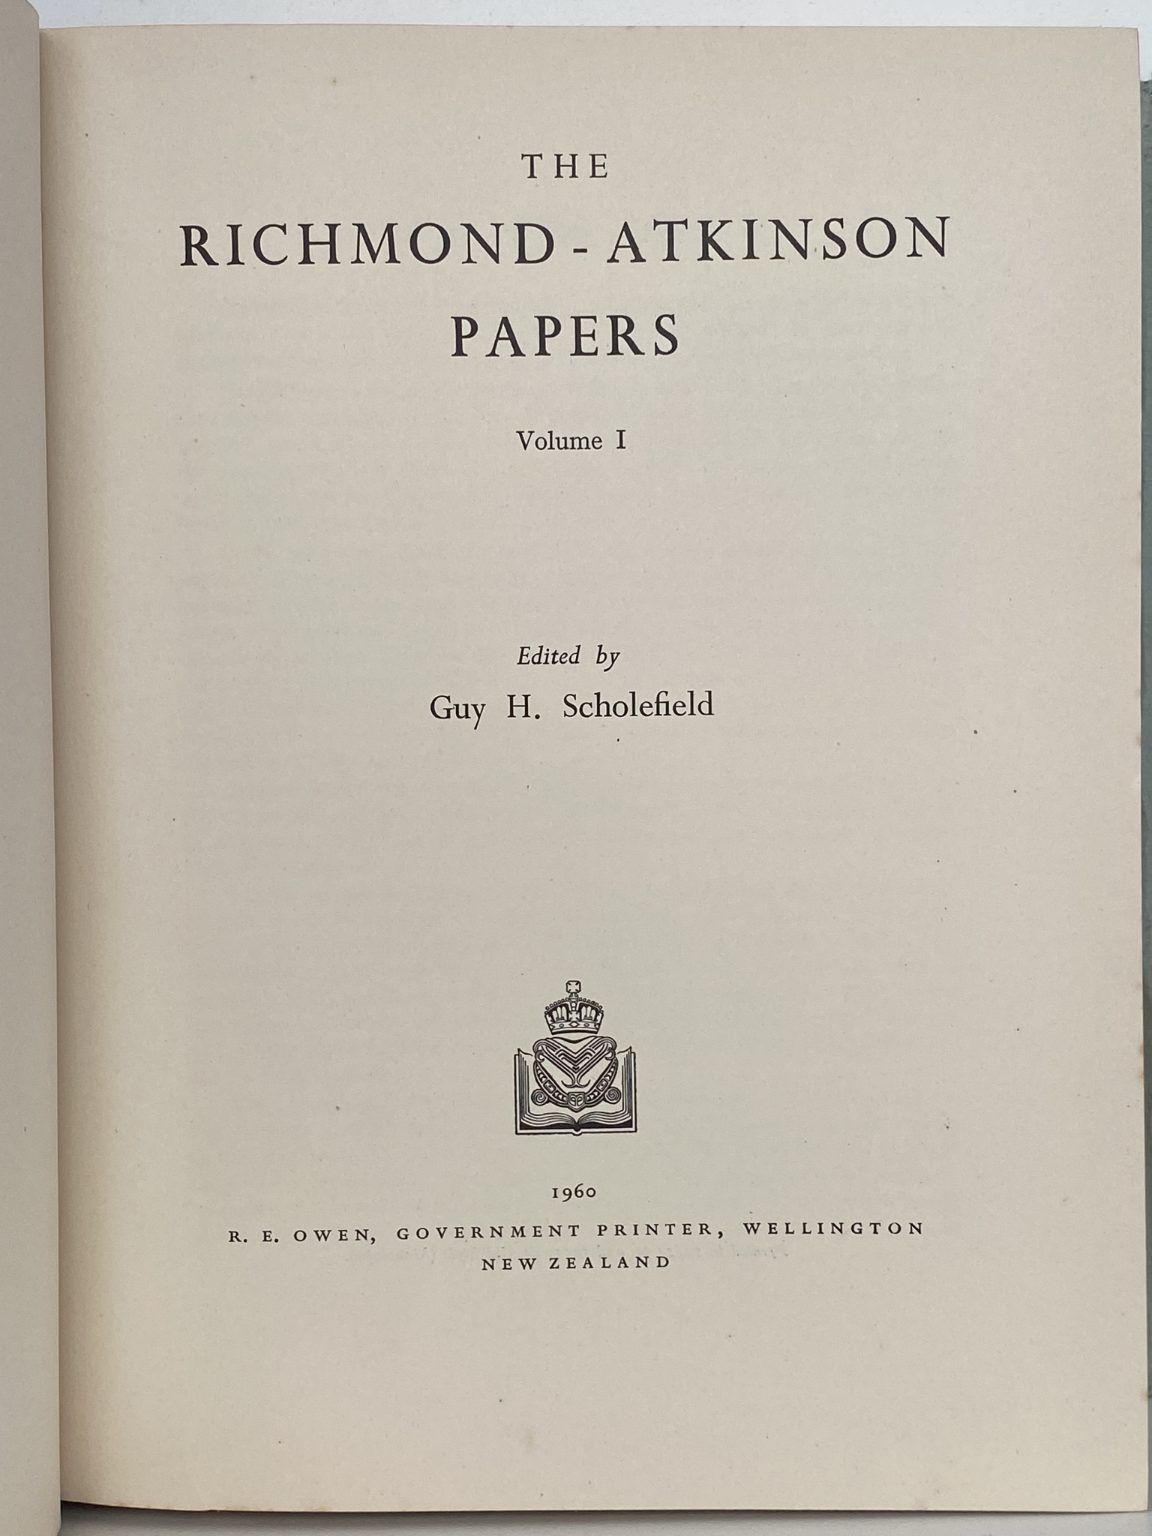 THE
RICHMOND - ATKINSON
PAPERS
Volume I
Edited by
Guy H. Scholefield
1960
R. E. OWEN, GOVERNMENT PRINTER, WELLINGTON
NEW ZEALAND